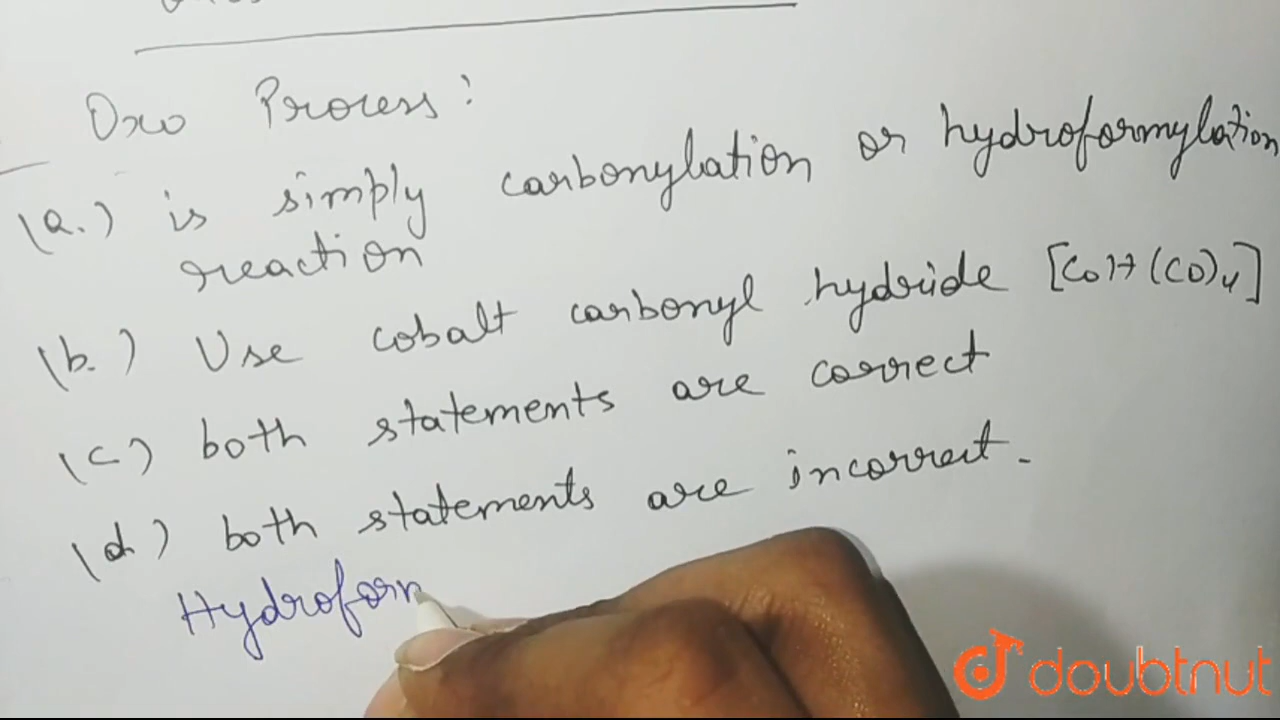 Oxo Process:
(a.) is simply carbonylation or hydroformylation
reaction
(b.) Use cobalt carbonyl hydride [CoH(CO)4]
(c) both statements are correct
(d.) both statements are incorrect.
Hydroform
doubtnut